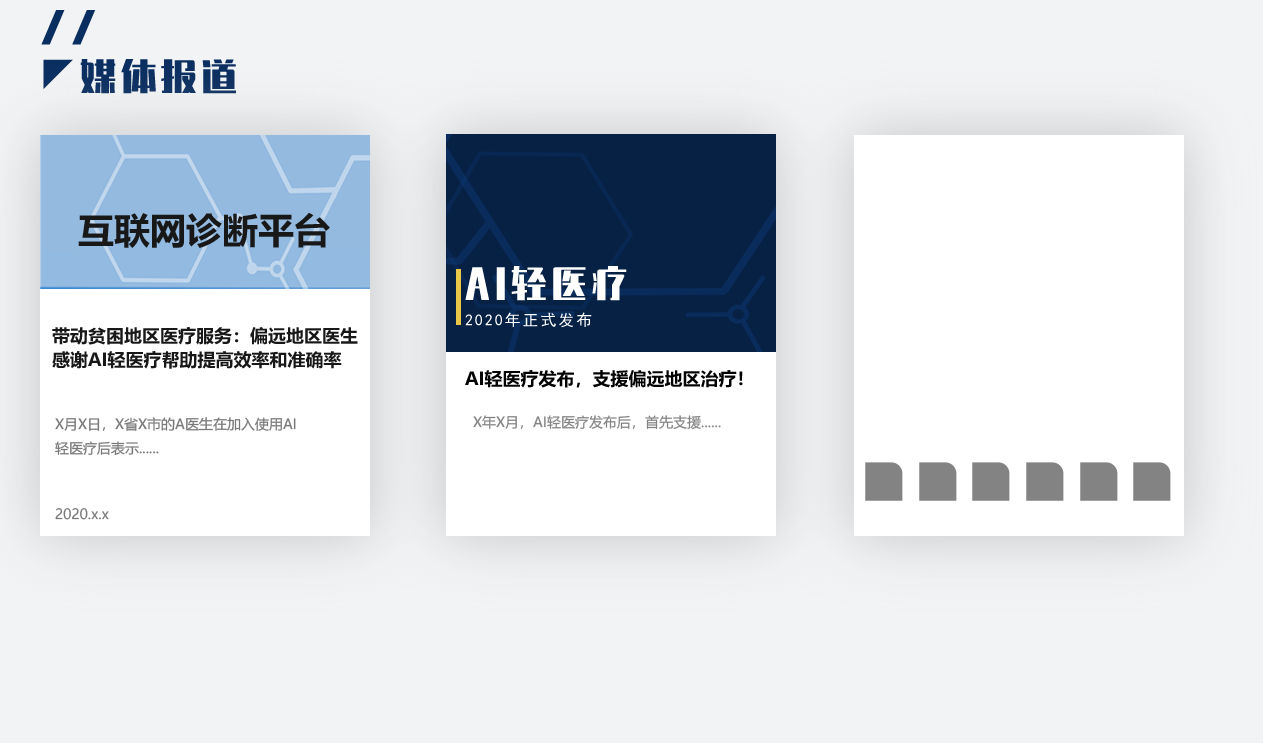 媒体报道
互联网诊断平台
带动贫困地区医疗服务：偏远地区医生
感谢AI轻医疗帮助提高效率和准确率
X月X日，X省X市的A医生在加入使用AI
轻医疗后表示......
2020.x.x
AI轻医疗
2020年正式发布
AI轻医疗发布，支援偏远地区治疗！
X年X月，AI轻医疗发布后，首先支援......